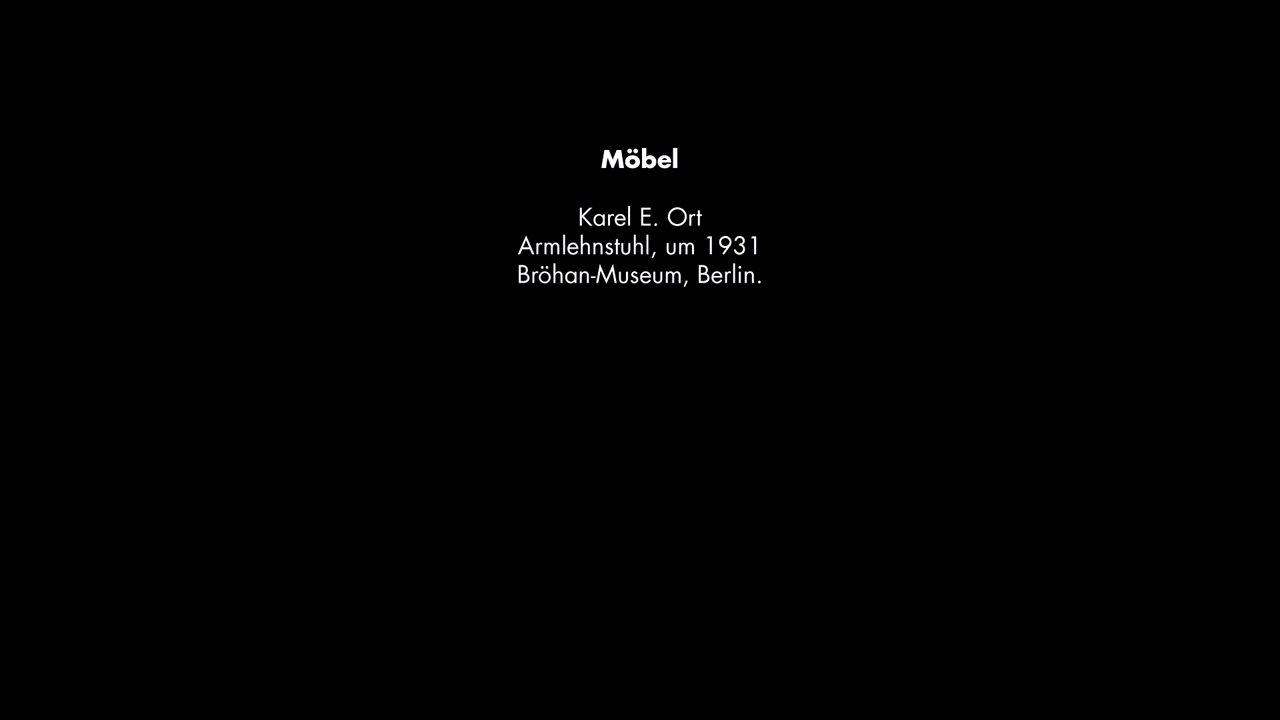 Möbel
Karel E. Ort
Armlehnstuhl, um 1931
Bröhan-Museum, Berlin.